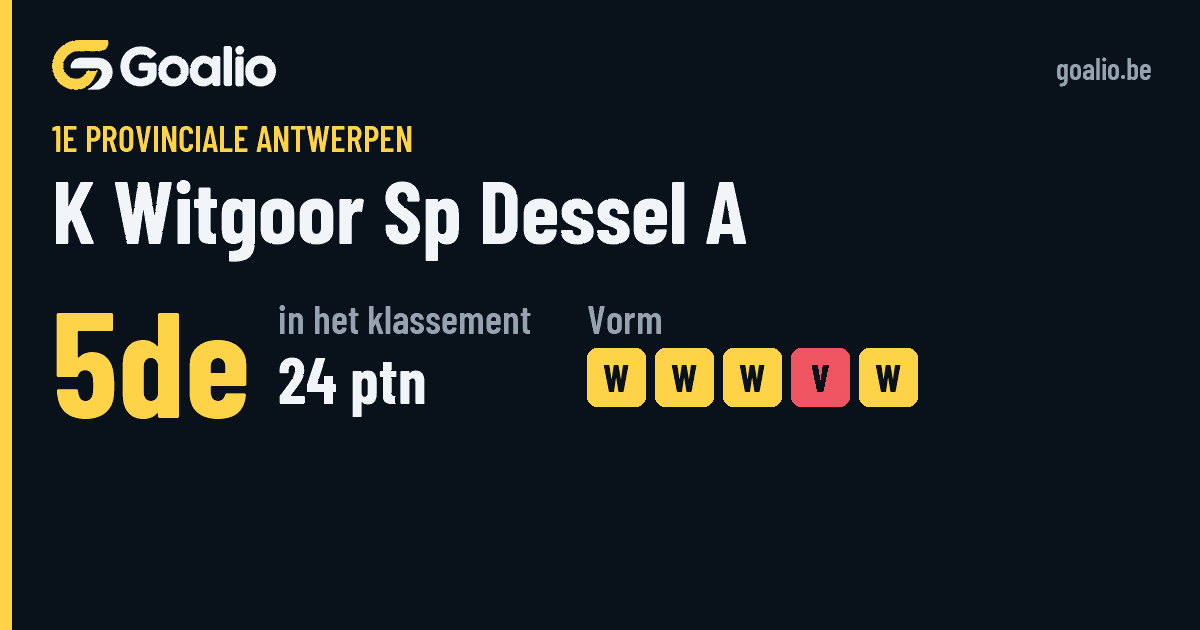 Goalio
goalio.be
1E PROVINCIALE ANTWERPEN
K Witgoor Sp Dessel A
5de
in het klassement
24 ptn
Vorm
W W W V W